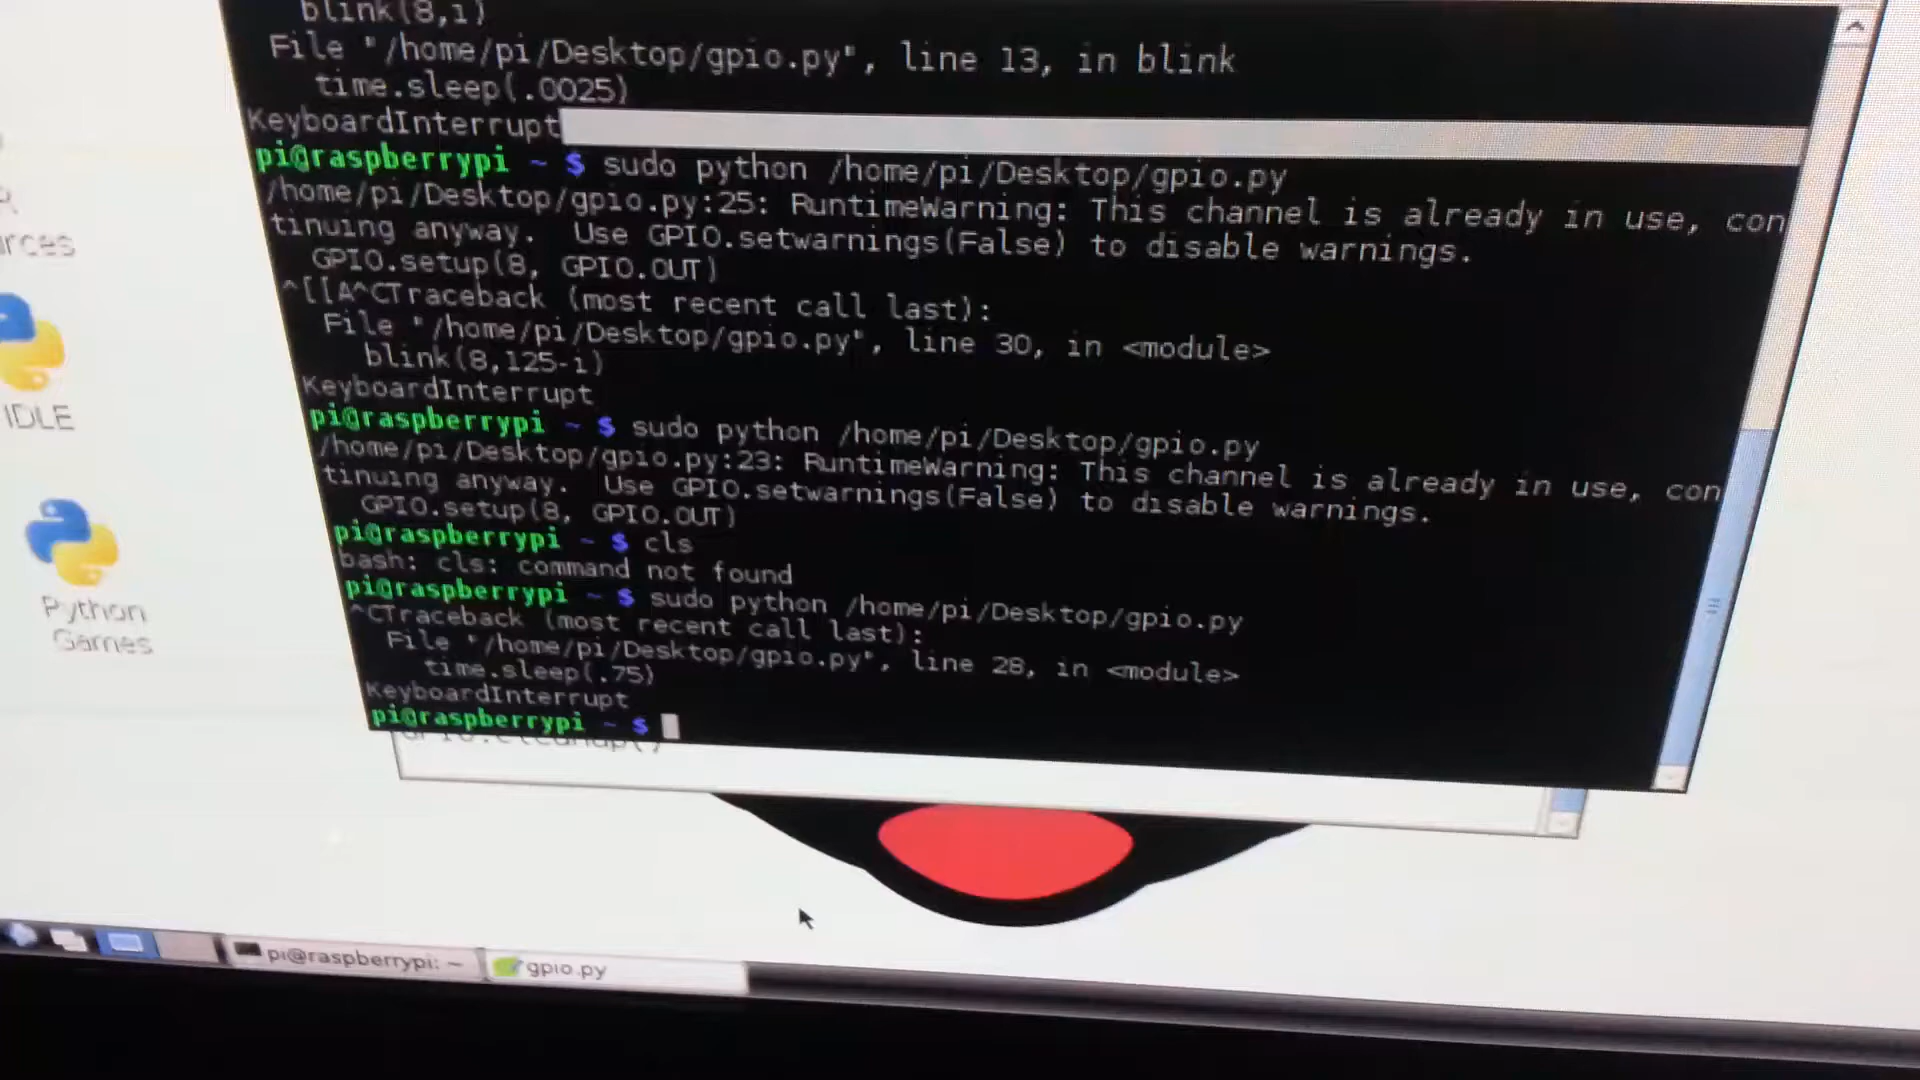 blink(8,i)
File "/home/pi/Desktop/gpio.py", line 13, in blink
time.sleep(.0025)
KeyboardInterrupt
pi@raspberrypi ~ $ sudo python /home/pi/Desktop/gpio.py
/home/pi/Desktop/gpio.py:25: RuntimeWarning: This channel is already in use, con
tinuing anyway.  Use GPIO.setwarnings(False) to disable warnings.
GPIO.setup(8, GPIO.OUT)
^[[A^CTraceback (most recent call last):
File "/home/pi/Desktop/gpio.py", line 30, in <module>
blink(8,125-i)
KeyboardInterrupt
pi@raspberrypi ~ $ sudo python /home/pi/Desktop/gpio.py
/home/pi/Desktop/gpio.py:23: RuntimeWarning: This channel is already in use, con
tinuing anyway.  Use GPIO.setwarnings(False) to disable warnings.
GPIO.setup(8, GPIO.OUT)
pi@raspberrypi ~ $ cls
bash: cls: command not found
pi@raspberrypi ~ $ sudo python /home/pi/Desktop/gpio.py
^CTraceback (most recent call last):
File "/home/pi/Desktop/gpio.py", line 28, in <module>
time.sleep(.75)
KeyboardInterrupt
pi@raspberrypi ~ $
GPIO.cleanup()
IDLE
Python
Games
pi@raspberrypi: ~
gpio.py